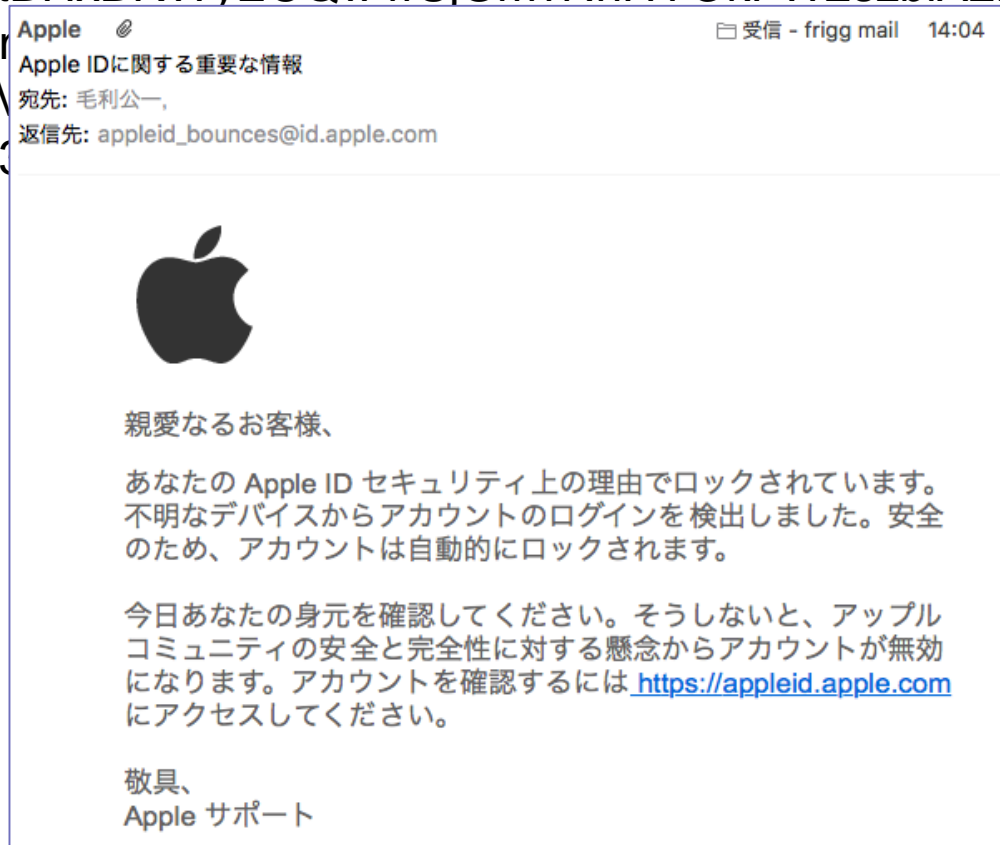 Apple
受信 - frigg mail 14:04
Apple IDに関する重要な情報
宛先: 毛利公一,
返信先: appleid_bounces@id.apple.com
親愛なるお客様、
あなたの Apple ID セキュリティ上の理由でロックされています。
不明なデバイスからアカウントのログインを検出しました。安全
のため、アカウントは自動的にロックされます。
今日あなたの身元を確認してください。そうしないと、アップル
コミュニティの安全と完全性に対する懸念からアカウントが無効
になります。アカウントを確認するには https://appleid.apple.com
にアクセスしてください。
敬具、
Apple サポート